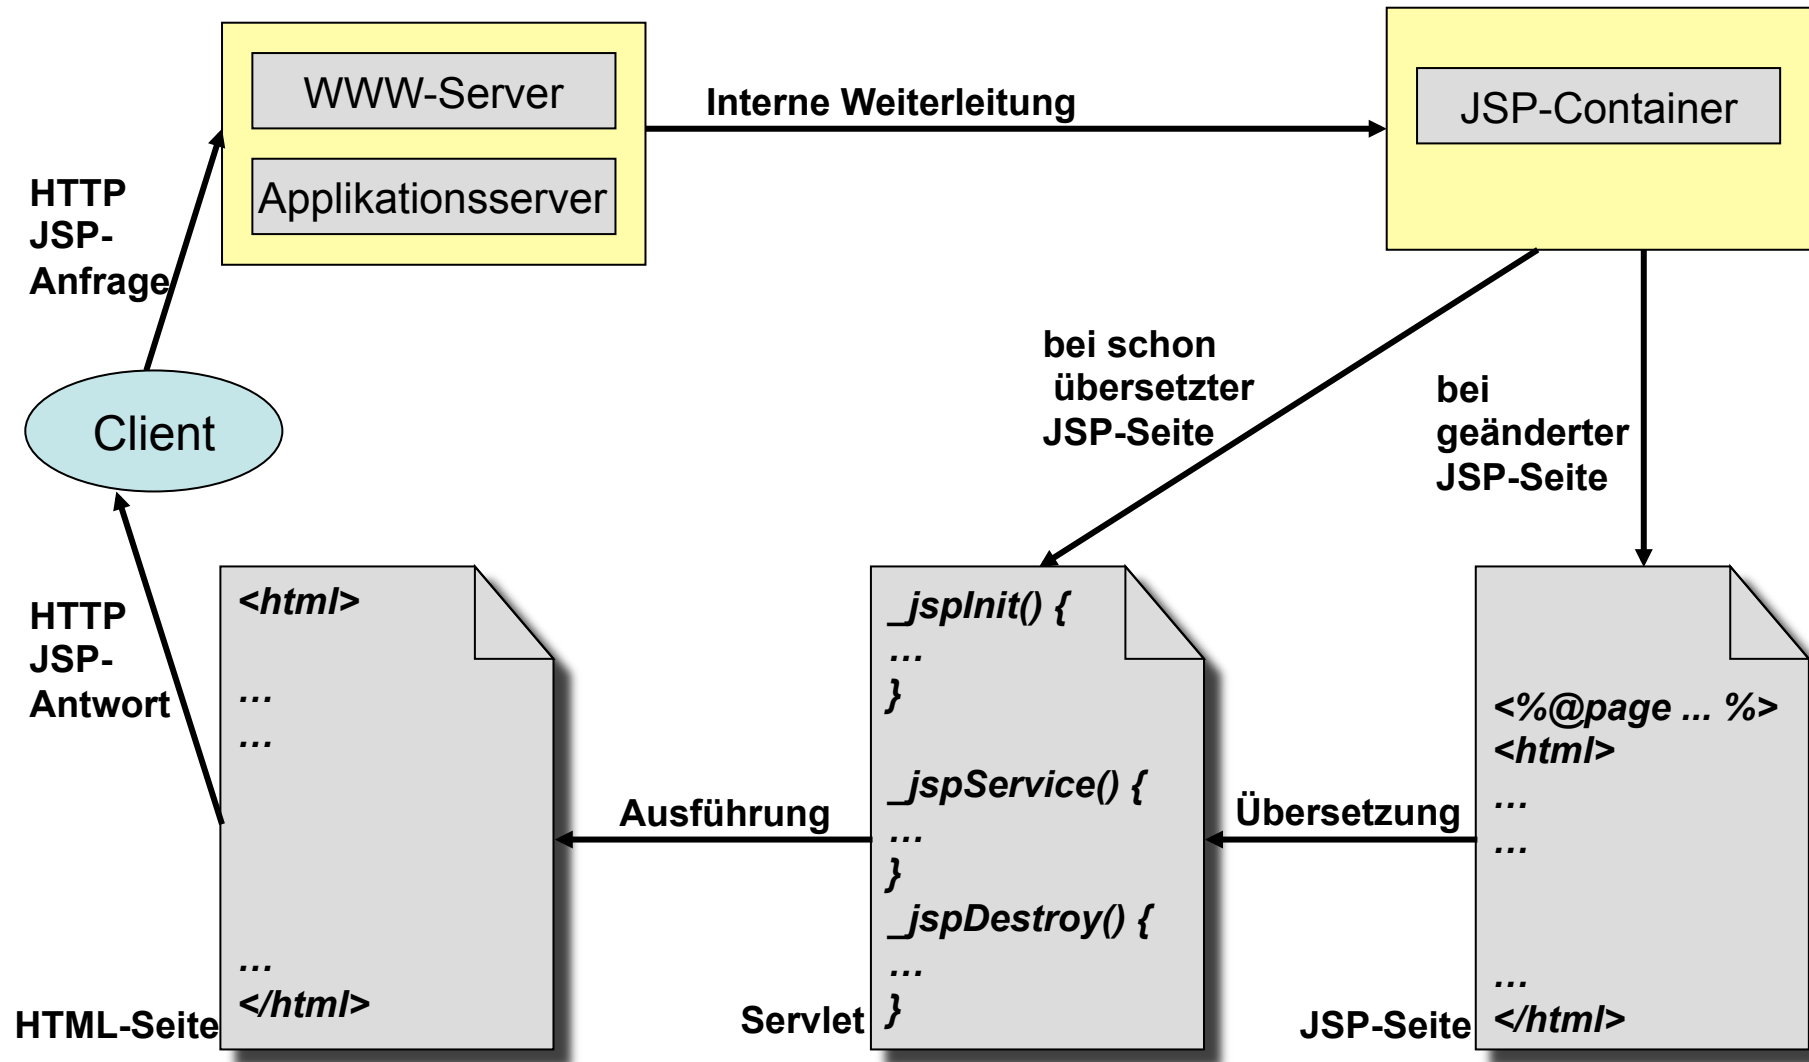 WWW-Server
Applikationsserver
Interne Weiterleitung
JSP-Container
HTTP
JSP-
Anfrage
Client
bei schon
übersetzter
JSP-Seite
bei
geänderter
JSP-Seite
HTTP
JSP-
Antwort
<html>
…
…
…
</html>
HTML-Seite
Ausführung
_jspInit() {
…
}
_jspService() {
…
}
_jspDestroy() {
…
}
Servlet
Übersetzung
<%@page ... %>
<html>
…
…
…
</html>
JSP-Seite